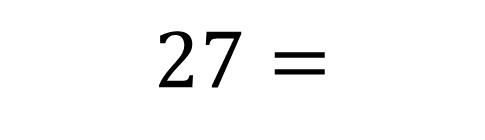 27 =